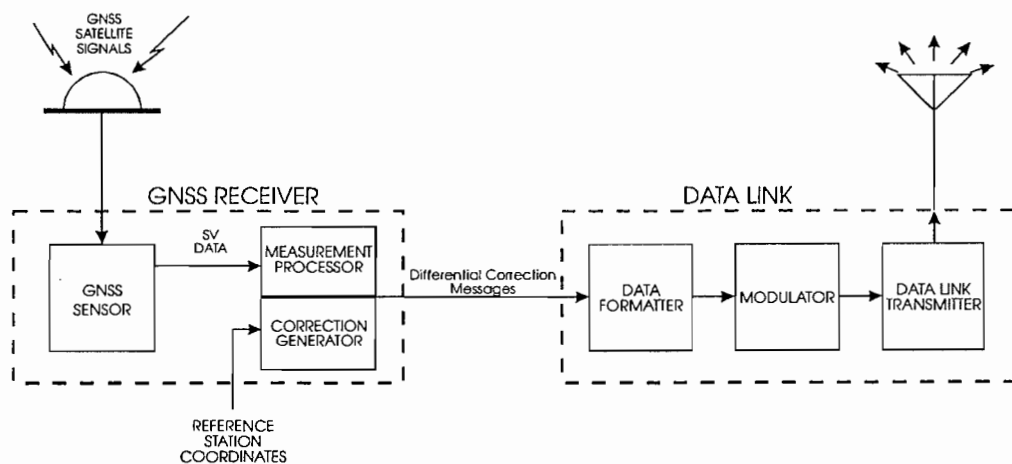 GNSS
SATELLITE
SIGNALS
GNSS RECEIVER
DATA LINK
SV
DATA
GNSS
SENSOR
MEASUREMENT
PROCESSOR
CORRECTION
GENERATOR
Differential Correction
Messages
DATA
FORMATTER
MODULATOR
DATA LINK
TRANSMITTER
REFERENCE
STATION
COORDINATES